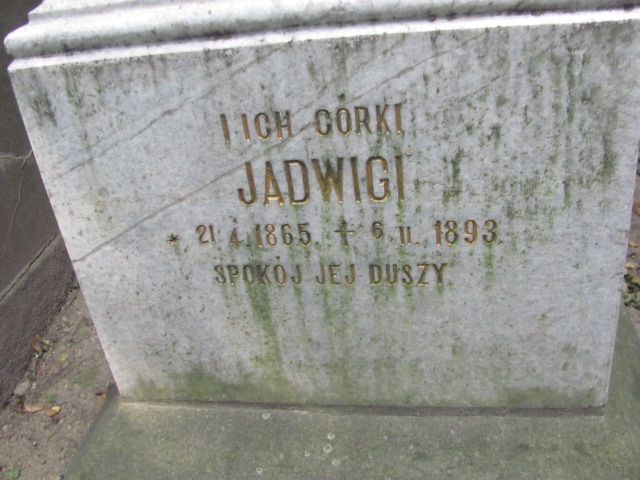 I ICH CÓRKI
JADWIGI
* 21.4.1865. ✝ 6.II.1893.
SPOKÓJ JEJ DUSZY